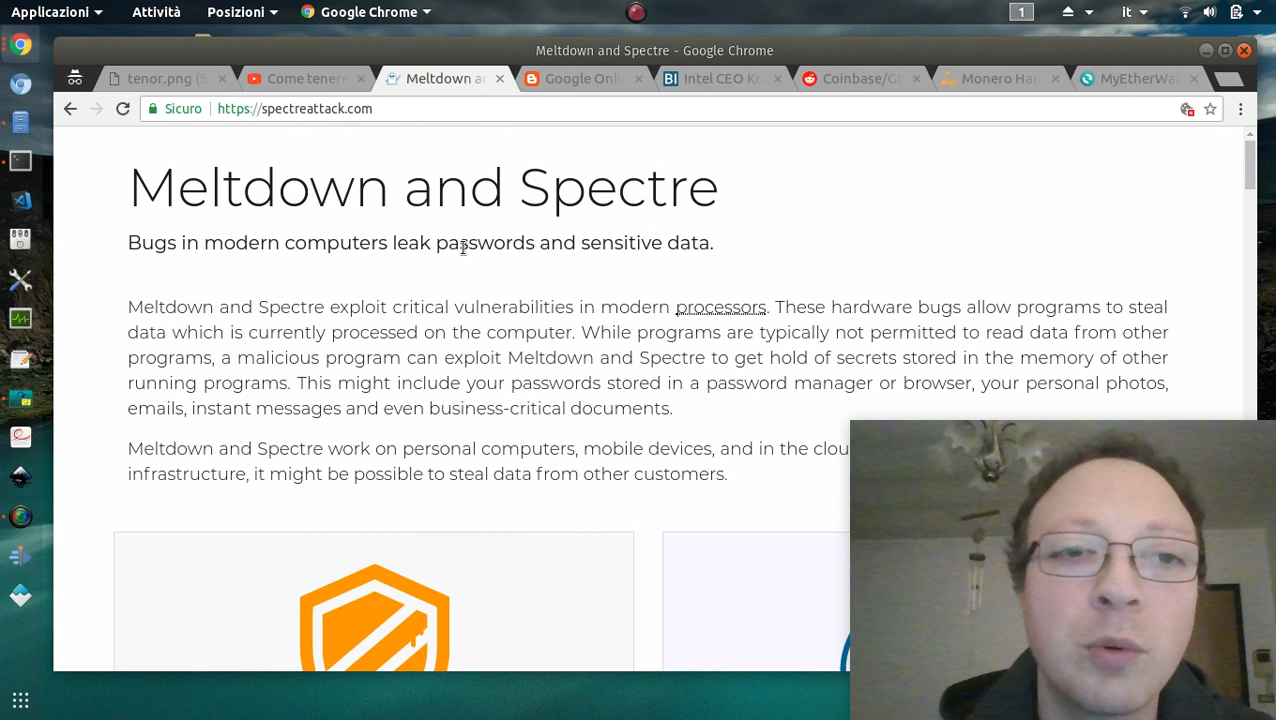 Applicazioni Attività Posizioni Google Chrome 1 it
Meltdown and Spectre - Google Chrome
tenor.png (5 Come tenere Meltdown a Google Onli Intel CEO Krz Coinbase/G Monero Har MyEtherWal
Sicuro https://spectreattack.com
Meltdown and Spectre
Bugs in modern computers leak passwords and sensitive data.
Meltdown and Spectre exploit critical vulnerabilities in modern processors. These hardware bugs allow programs to steal
data which is currently processed on the computer. While programs are typically not permitted to read data from other
programs, a malicious program can exploit Meltdown and Spectre to get hold of secrets stored in the memory of other
running programs. This might include your passwords stored in a password manager or browser, your personal photos,
emails, instant messages and even business-critical documents.
Meltdown and Spectre work on personal computers, mobile devices, and in the clou
infrastructure, it might be possible to steal data from other customers.